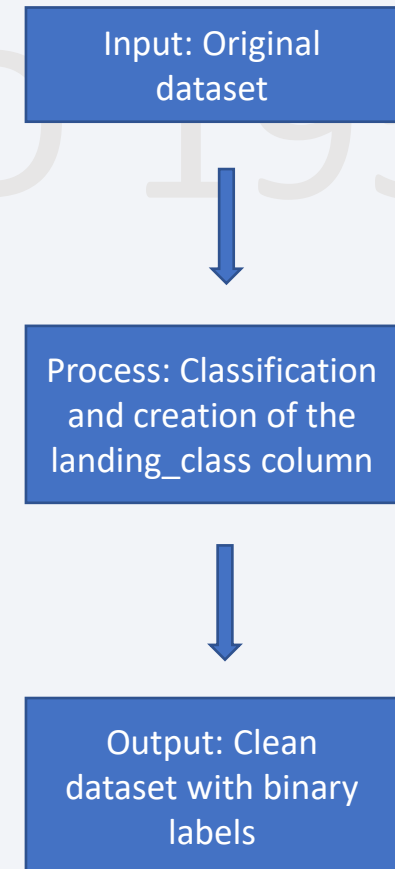 Input: Original
dataset
Process: Classification
and creation of the
landing_class column
Output: Clean
dataset with binary
labels